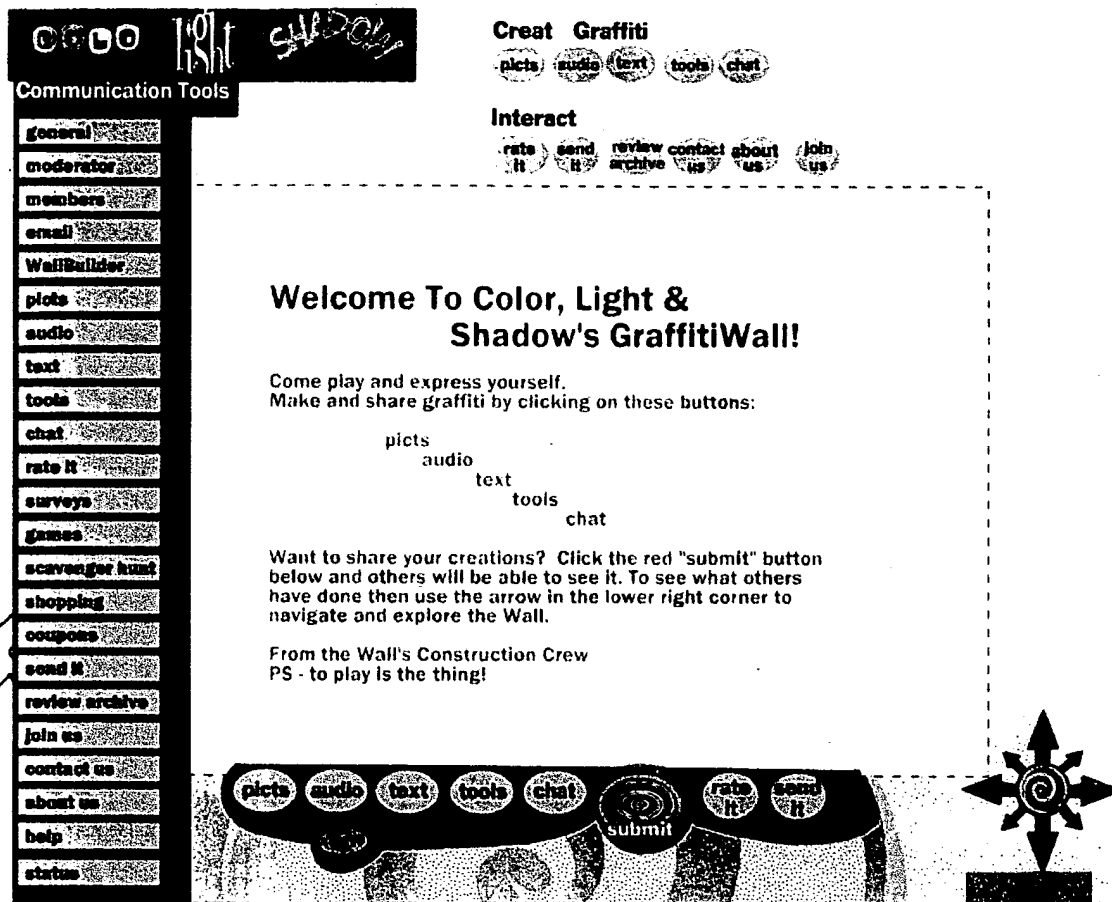 light SHADOW
Communication Tools
general
moderator
members
email
WallBuilder
picts
audio
text
tools
chat
rate it
surveys
games
scavenger hunt
shopping
coupons
send it
review archive
join us
contact us
about us
help
status
Creat Graffiti
picts audio text tools chat
Interact
rate it send it review archive contact us about us join us
Welcome To Color, Light &
Shadow's GraffitiWall!
Come play and express yourself.
Make and share graffiti by clicking on these buttons:
picts
audio
text
tools
chat
Want to share your creations? Click the red "submit" button
below and others will be able to see it. To see what others
have done then use the arrow in the lower right corner to
navigate and explore the Wall.
From the Wall's Construction Crew
PS - to play is the thing!
picts audio text tools chat submit rate it send it